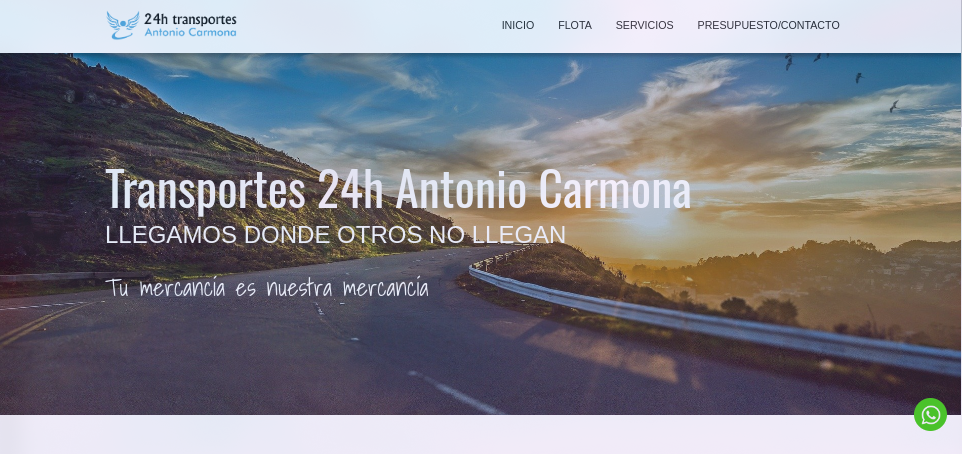 24h transportes
Antonio Carmona
INICIO FLOTA SERVICIOS PRESUPUESTO/CONTACTO
Transportes 24h Antonio Carmona
LLEGAMOS DONDE OTROS NO LLEGAN
Tu mercancía es nuestra mercancía